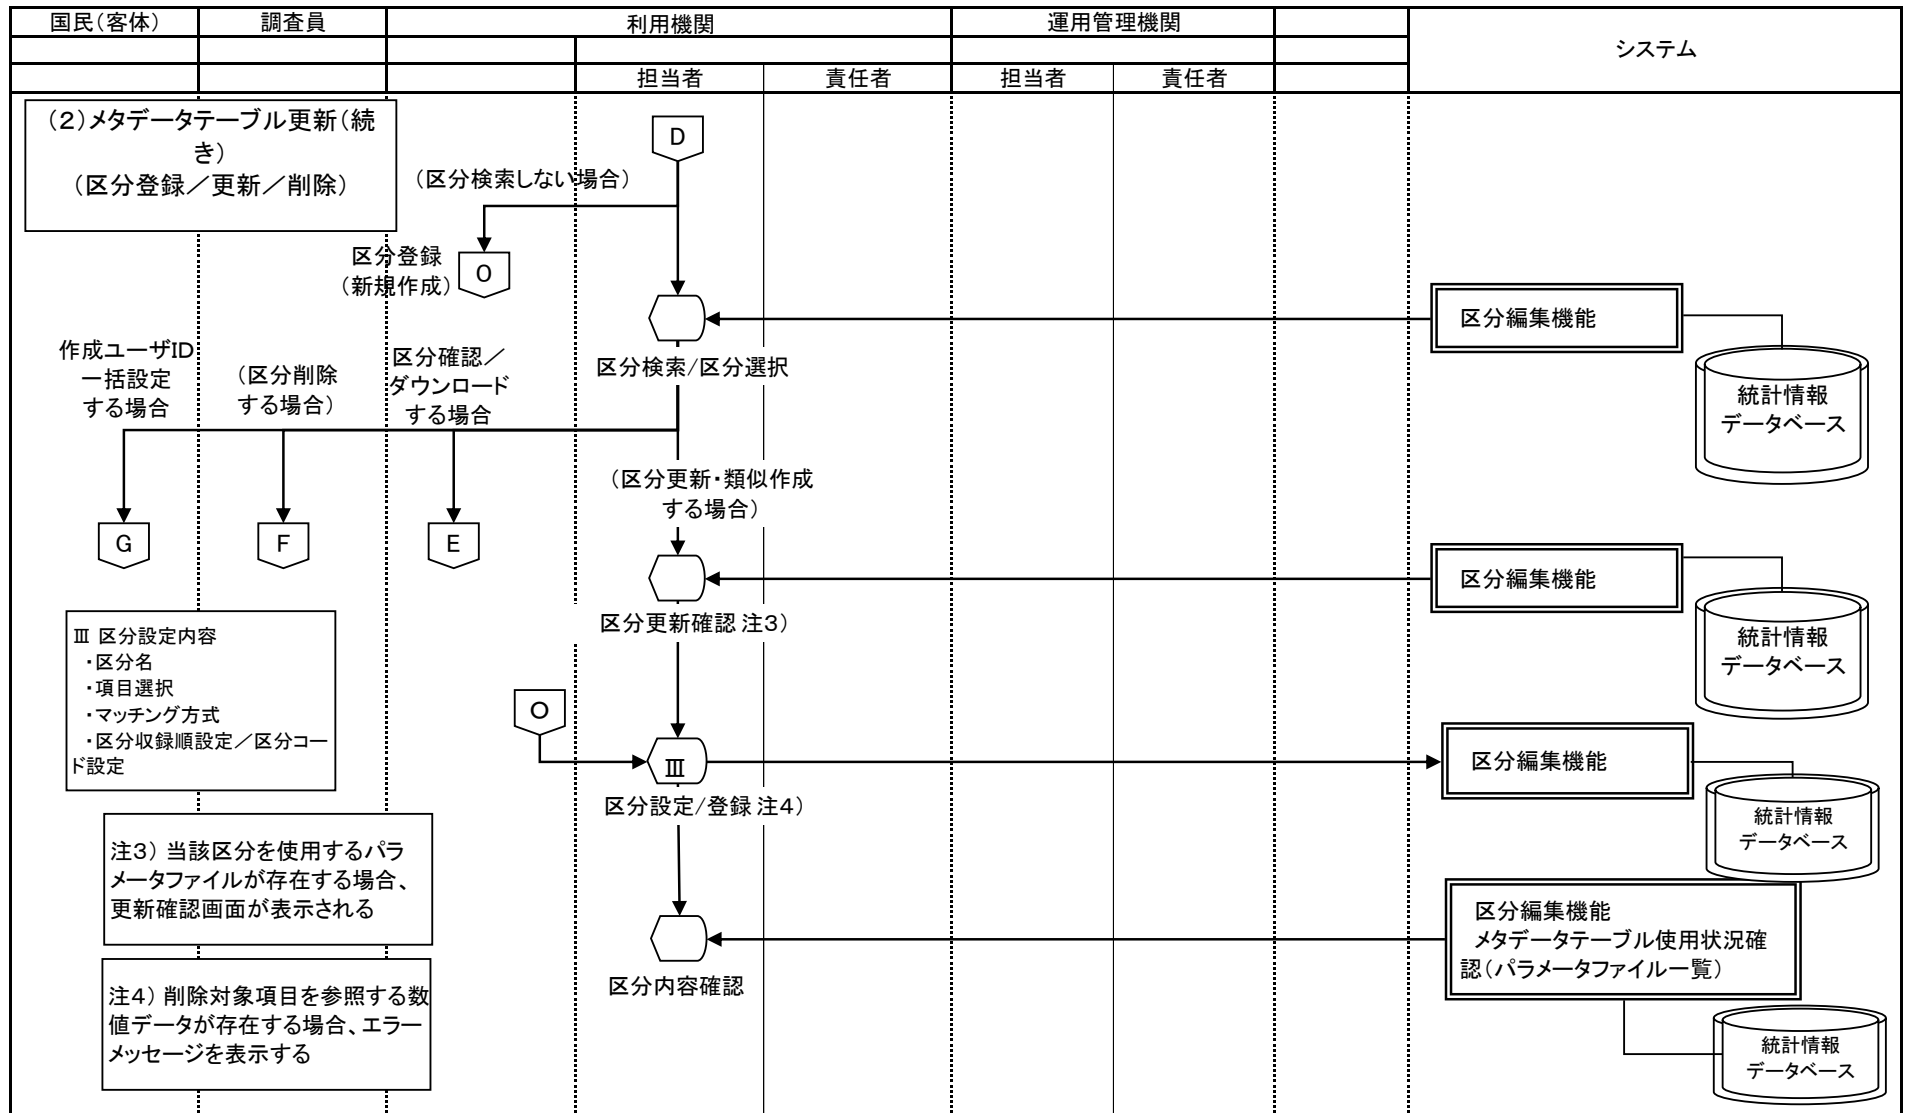 国民（客体）
調査員
利用機関
運用管理機関
システム
担当者
責任者
担当者
責任者
（２）メタデータテーブル更新（続
き）
（区分登録／更新／削除）
D
（区分検索しない場合）
区分登録
（新規作成）
O
区分編集機能
区分検索/区分選択
統計情報
データベース
作成ユーザID
一括設定
する場合
（区分削除
する場合）
区分確認／
ダウンロード
する場合
（区分更新・類似作成
する場合）
G
F
E
区分編集機能
区分更新確認 注３）
統計情報
データベース
Ⅲ 区分設定内容
・区分名
・項目選択
・マッチング方式
・区分収録順設定／区分コー
ド設定
O
Ⅲ
区分編集機能
区分設定/登録 注４）
統計情報
データベース
注３） 当該区分を使用するパラ
メータファイルが存在する場合、
更新確認画面が表示される
区分編集機能
メタデータテーブル使用状況確
認（パラメータファイル一覧）
区分内容確認
注４） 削除対象項目を参照する数
値データが存在する場合、エラー
メッセージを表示する
統計情報
データベース